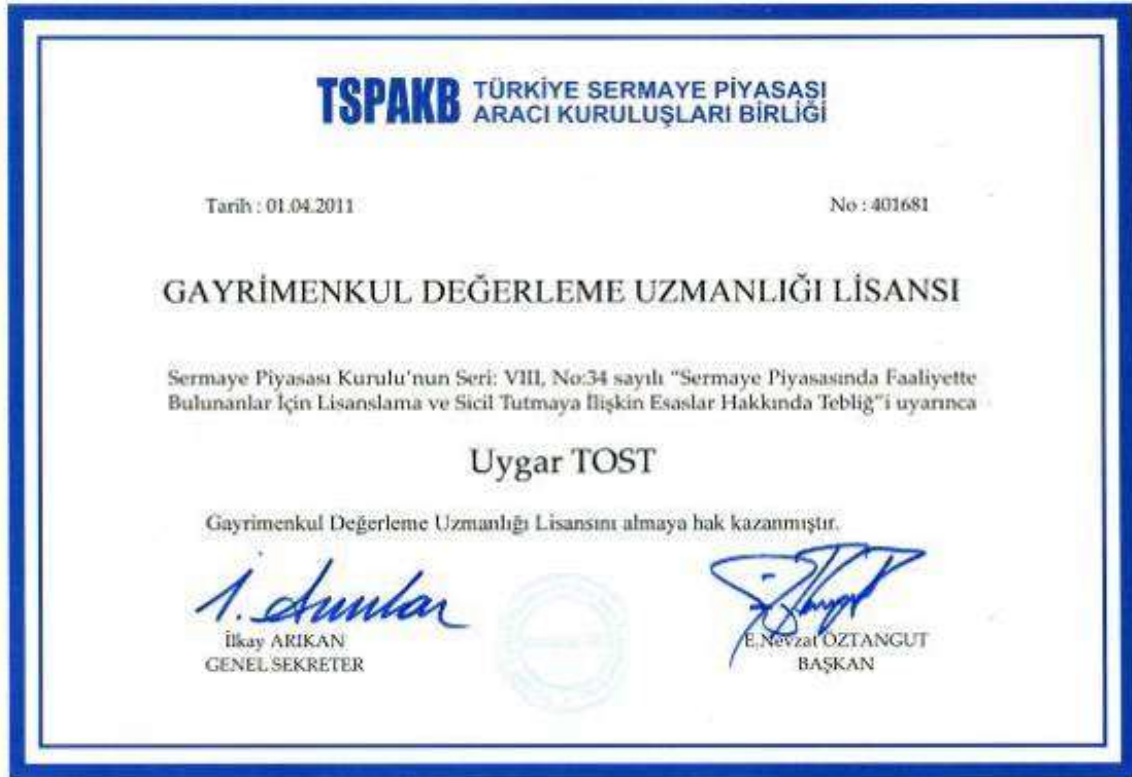 TSPAKB TÜRKİYE SERMAYE PİYASASI
ARACI KURULUŞLARI BİRLİĞİ
Tarih : 01.04.2011
No : 401681
GAYRİMENKUL DEĞERLEME UZMANLIĞI LİSANSI
Sermaye Piyasası Kurulu'nun Seri: VIII, No:34 sayılı "Sermaye Piyasasında Faaliyette
Bulunanlar İçin Lisanslama ve Sicil Tutmaya İlişkin Esaslar Hakkında Tebliğ"i uyarınca
Uygar TOST
Gayrimenkul Değerleme Uzmanlığı Lisansını almaya hak kazanmıştır.
İlkay ARIKAN
GENEL SEKRETER
E.Nevzat ÖZTANGUT
BAŞKAN